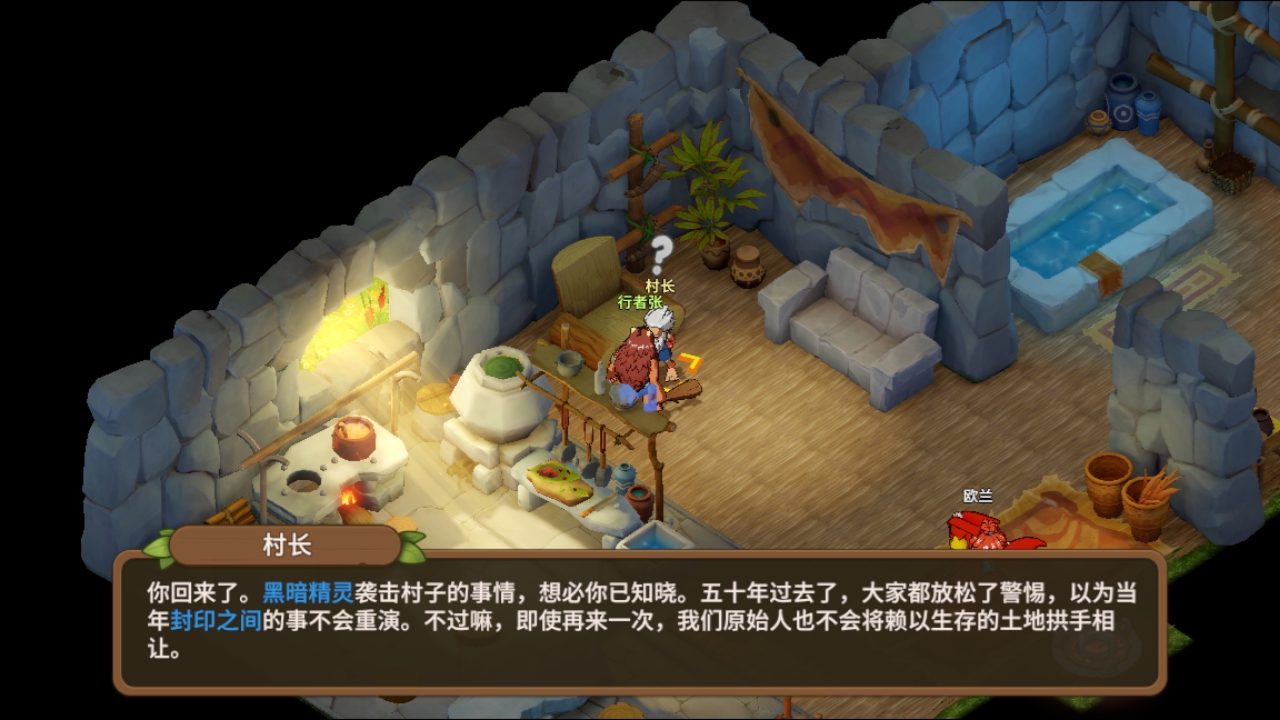 ?
村长
行者张
欧兰
村长
你回来了。黑暗精灵袭击村子的事情，想必你已知晓。五十年过去了，大家都放松了警惕，以为当
年封印之间的事不会重演。不过嘛，即使再来一次，我们原始人也不会将赖以生存的土地拱手相
让。